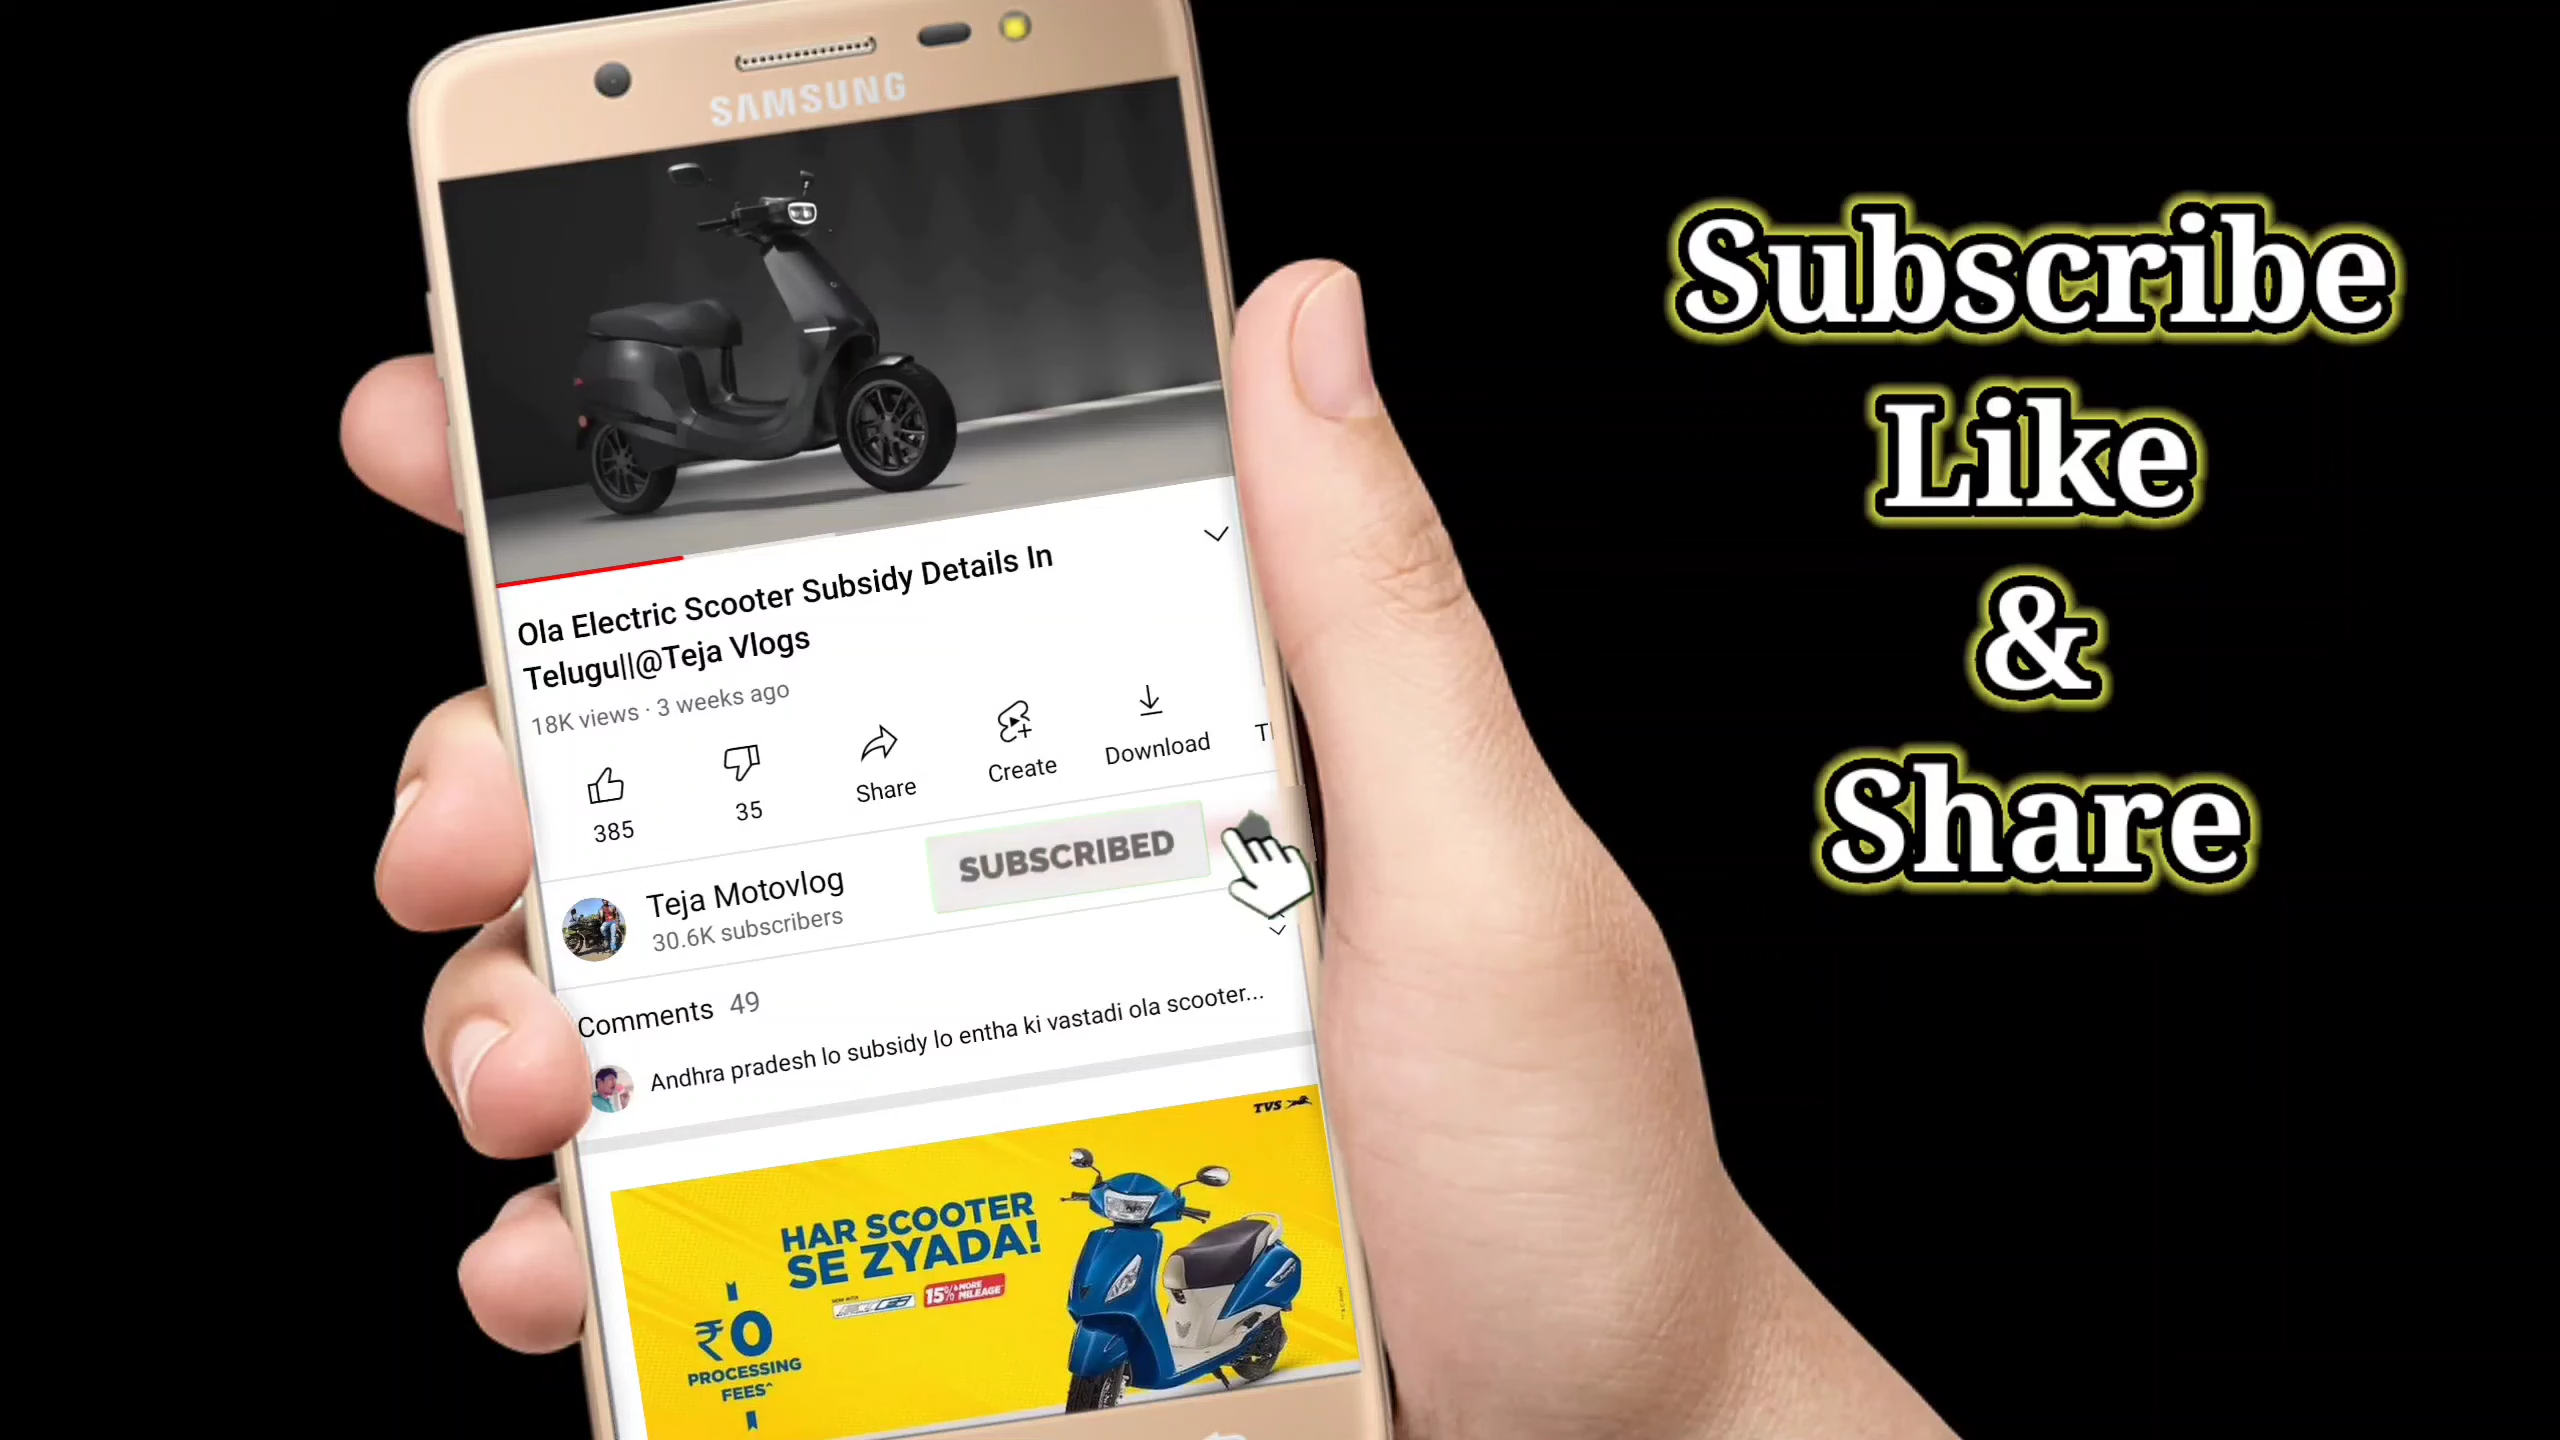 SAMSUNG
Ola Electric Scooter Subsidy Details In
Telugu||@Teja Vlogs
18K views · 3 weeks ago
385
35
Share
Create
Download
SUBSCRIBED
Teja Motovlog
30.6K subscribers
Comments 49
Andhra pradesh lo subsidy lo entha ki vastadi ola scooter...
TVS
HAR SCOOTER
SE ZYADA!
15% MORE
MILEAGE
₹0
PROCESSING
FEES^
Subscribe
Like
&
Share